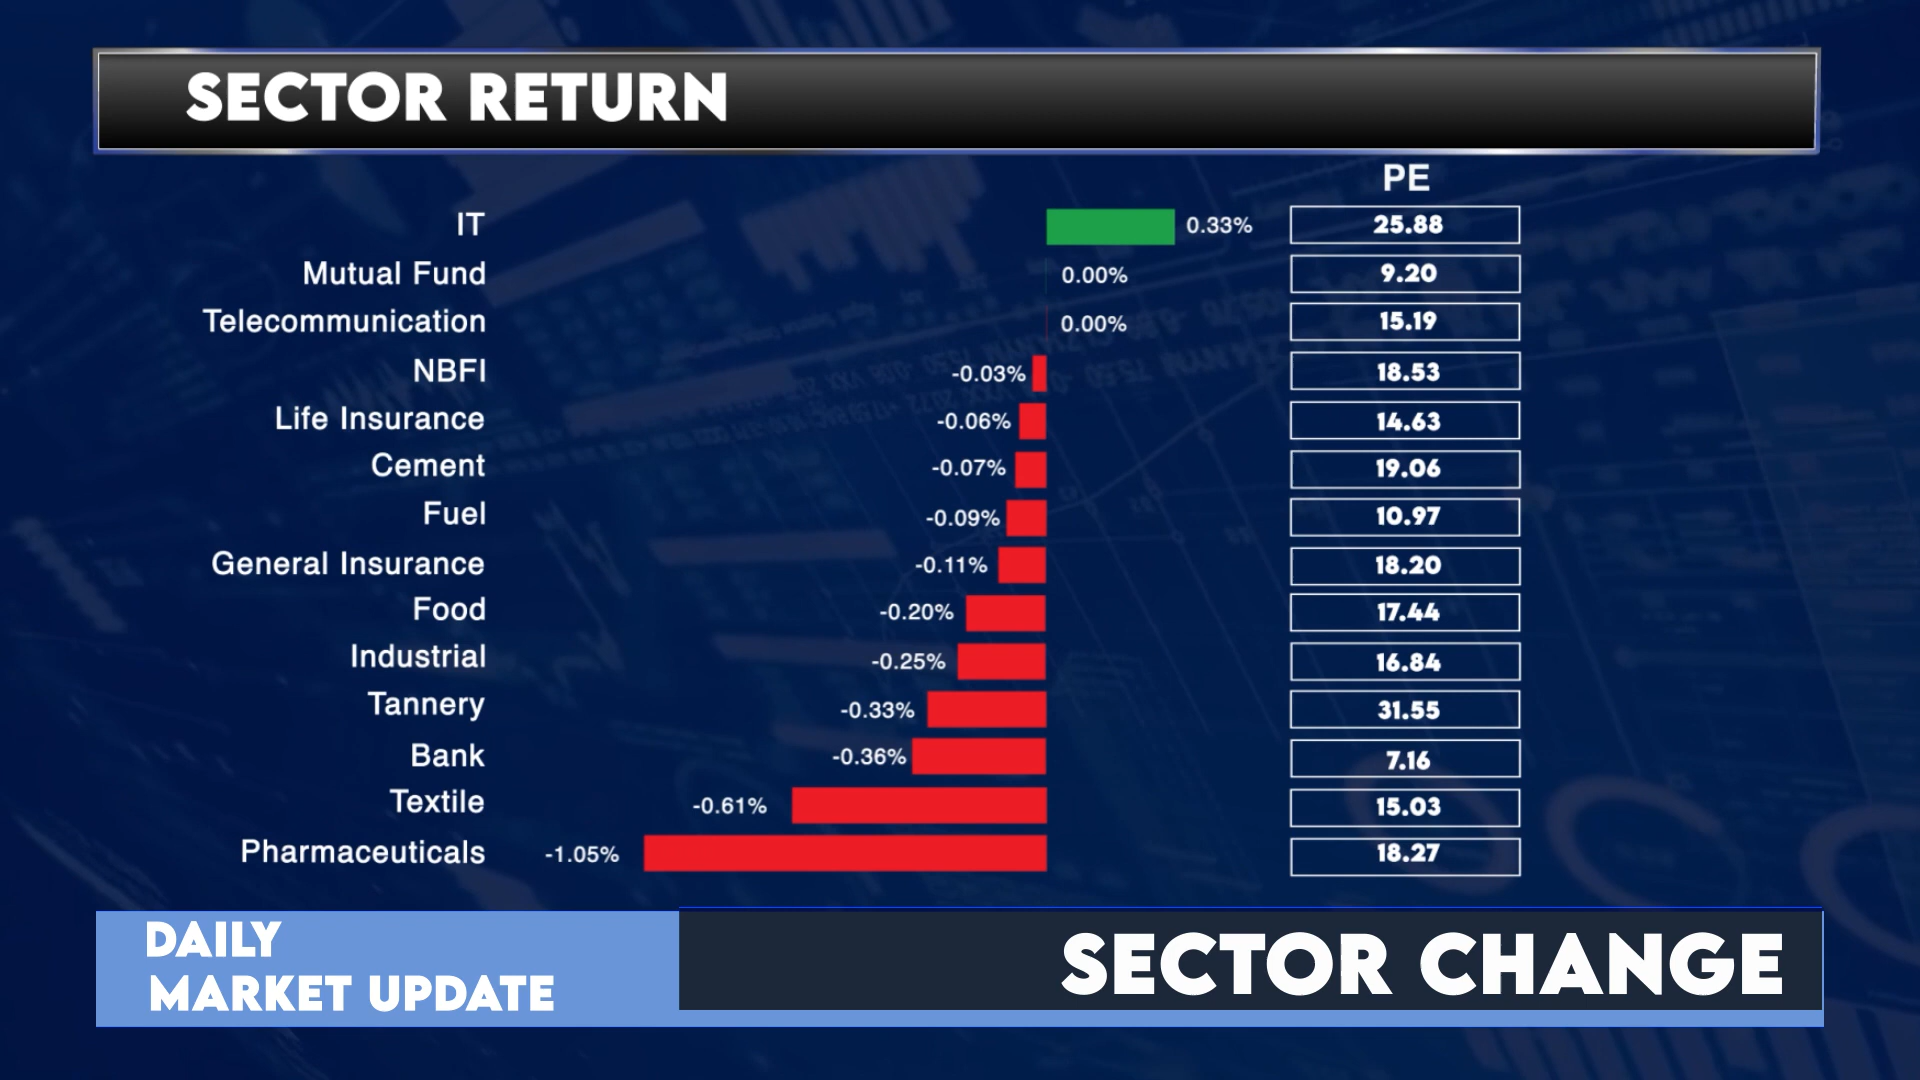 SECTOR RETURN
PE
IT 0.33% 25.88
Mutual Fund 0.00% 9.20
Telecommunication 0.00% 15.19
NBFI -0.03% 18.53
Life Insurance -0.06% 14.63
Cement -0.07% 19.06
Fuel -0.09% 10.97
General Insurance -0.11% 18.20
Food -0.20% 17.44
Industrial -0.25% 16.84
Tannery -0.33% 31.55
Bank -0.36% 7.16
Textile -0.61% 15.03
Pharmaceuticals -1.05% 18.27
DAILY
MARKET UPDATE
SECTOR CHANGE